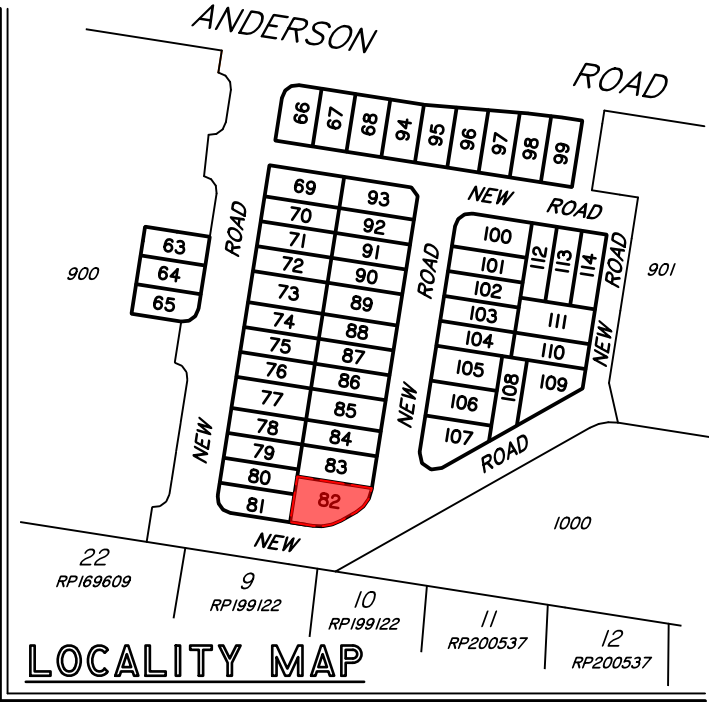 ANDERSON
ROAD
66 67 68 94 95 96 97 98 99
NEW ROAD
69 93
70 92
71 91
72 90
73 89
74 88
75 87
76 86
77 85
78 84
79 83
80 82
81
ROAD
NEW
NEW
63
64
65
900
ROAD
NEW
100
101
102
103
104
105
106
107
108
109
110
111
112 113 114
ROAD
NEW
901
ROAD
1000
22
RP169609
9
RP199122
10
RP199122
11
RP200537
12
RP200537
LOCALITY MAP